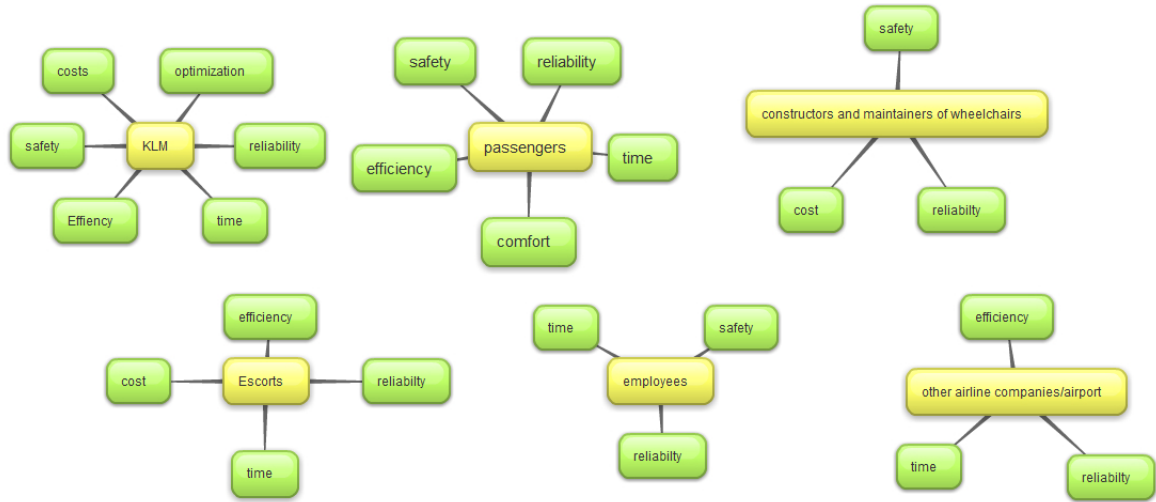 costs
optimization
safety
KLM
reliability
Effiency
time
safety
reliability
passengers
efficiency
time
comfort
safety
constructors and maintainers of wheelchairs
cost
reliabilty
efficiency
cost
Escorts
reliabilty
time
time
safety
employees
reliabilty
efficiency
other airline companies/airport
time
reliabilty